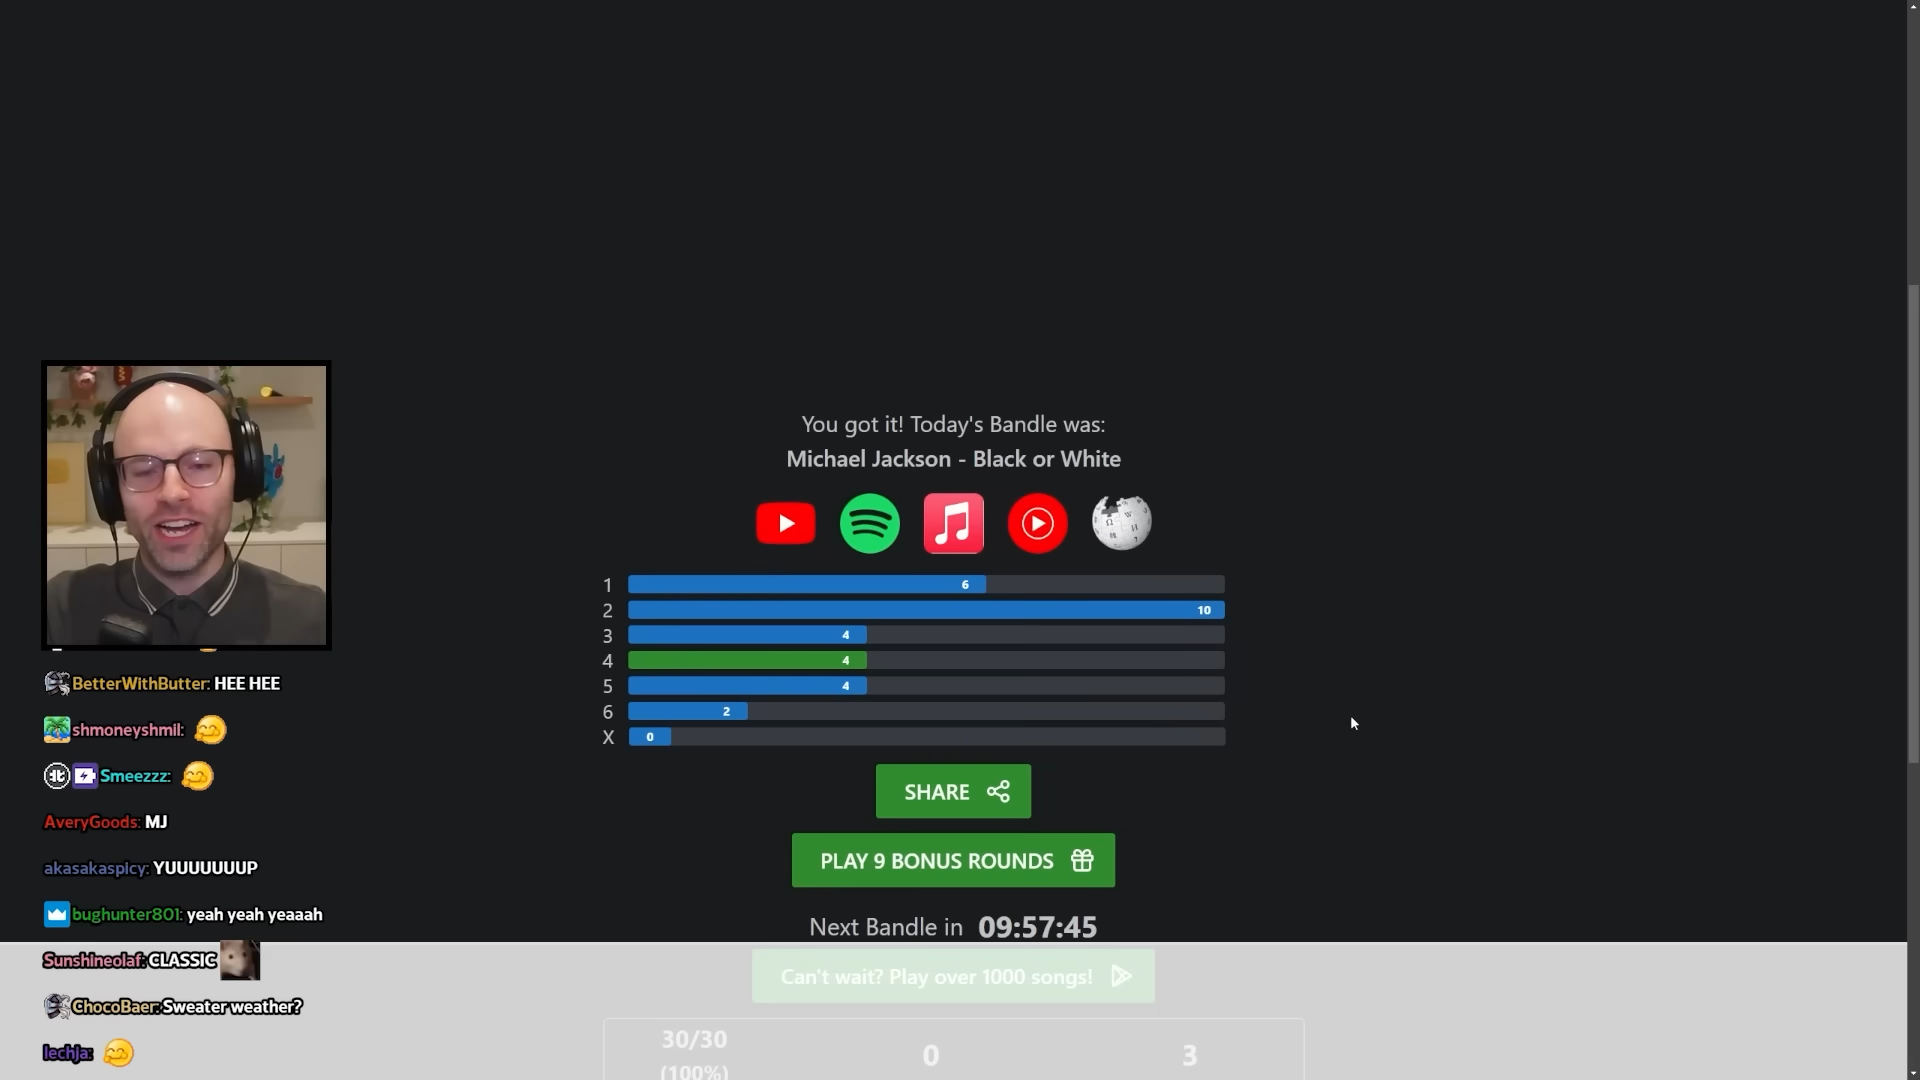 You got it! Today's Bandle was:
Michael Jackson - Black or White
1 6
2 10
3 4
4 4
5 4
6 2
X 0
SHARE
PLAY 9 BONUS ROUNDS
Next Bandle in 09:57:45
Can't wait? Play over 1000 songs!
30/30 0 3
(100%)
BetterWithButter: HEE HEE
shmoneyshmil:
Smeezzz:
AveryGoods: MJ
akasakaspicy: YUUUUUUUP
bughunter801: yeah yeah yeaaah
Sunshineolaf: CLASSIC
ChocoBaer: Sweater weather?
lechja: